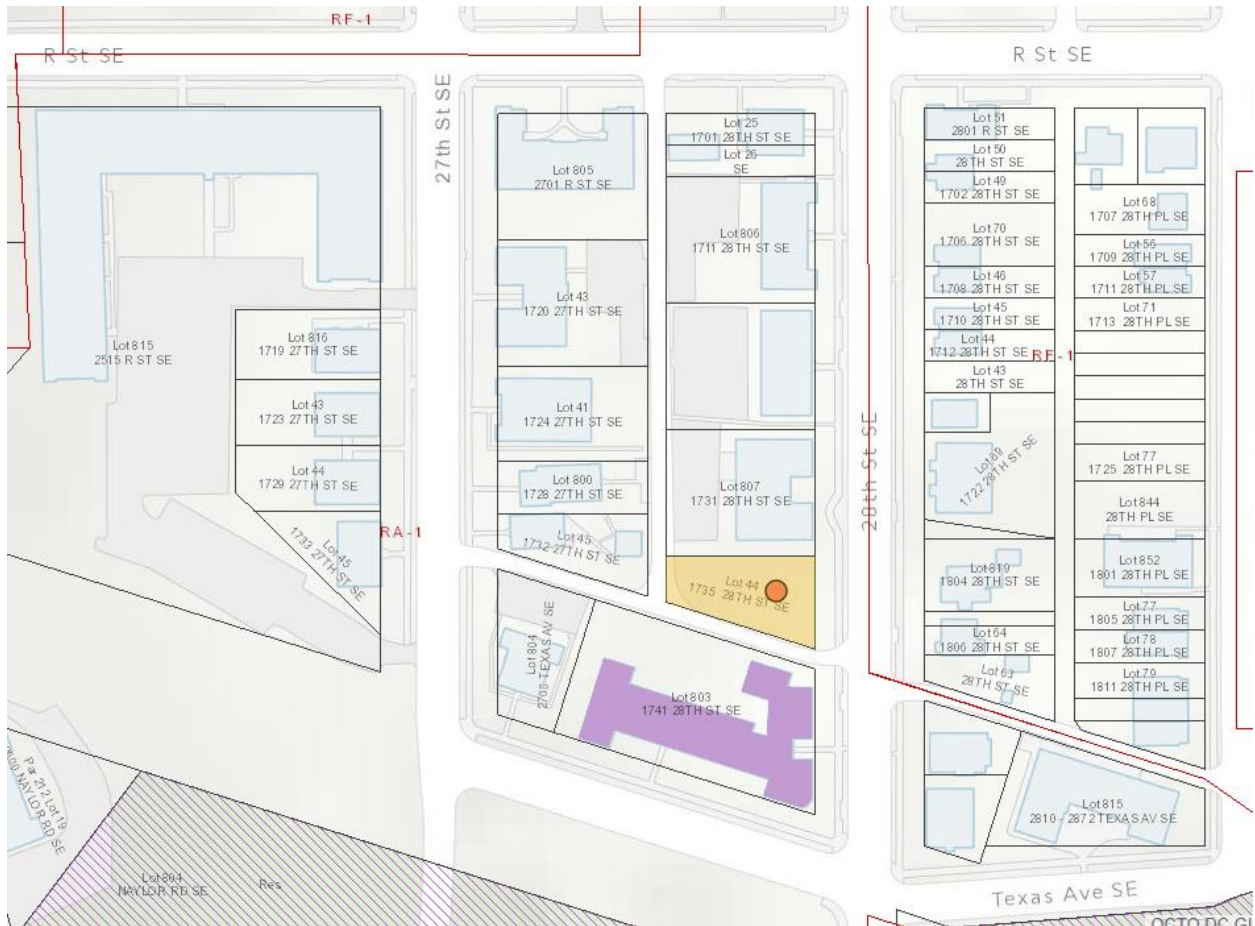 RF-1
R St SE
R St SE
27th St SE
28th St SE
Lot 25
1701 28TH ST SE
Lot 26
SE
Lot 805
2701 R ST SE
Lot 806
1711 28TH ST SE
Lot 43
1720 27TH ST SE
Lot 815
2515 R ST SE
Lot 816
1719 27TH ST SE
Lot 43
1723 27TH ST SE
Lot 44
1729 27TH ST SE
Lot 45
1733 27TH ST SE
RA-1
Lot 41
1724 27TH ST SE
Lot 800
1728 27TH ST SE
Lot 45
1732 27TH ST SE
Lot 807
1731 28TH ST SE
Lot 44
1735 28TH ST SE
Lot 804
2700 TEXAS AV SE
Lot 803
1741 28TH ST SE
Lot 51
2801 R ST SE
Lot 50
28TH ST SE
Lot 49
1702 28TH ST SE
Lot 70
1706 28TH ST SE
Lot 46
1708 28TH ST SE
Lot 45
1710 28TH ST SE
Lot 44
1712 28TH ST SE
RF-1
Lot 43
28TH ST SE
Lot 69
1722 28TH ST SE
Lot 819
1804 28TH ST SE
Lot 64
1806 28TH ST SE
Lot 63
28TH ST SE
Lot 68
1707 28TH PL SE
Lot 56
1709 28TH PL SE
Lot 57
1711 28TH PL SE
Lot 71
1713 28TH PL SE
Lot 77
1725 28TH PL SE
Lot 844
28TH PL SE
Lot 852
1801 28TH PL SE
Lot 77
1805 28TH PL SE
Lot 78
1807 28TH PL SE
Lot 79
1811 28TH PL SE
Lot 815
2810 - 2872 TEXAS AV SE
Par 212 Lot 19
NAYLOR RD SE
Lot 804
NAYLOR RD SE
Res
Texas Ave SE
OCTO DC GI